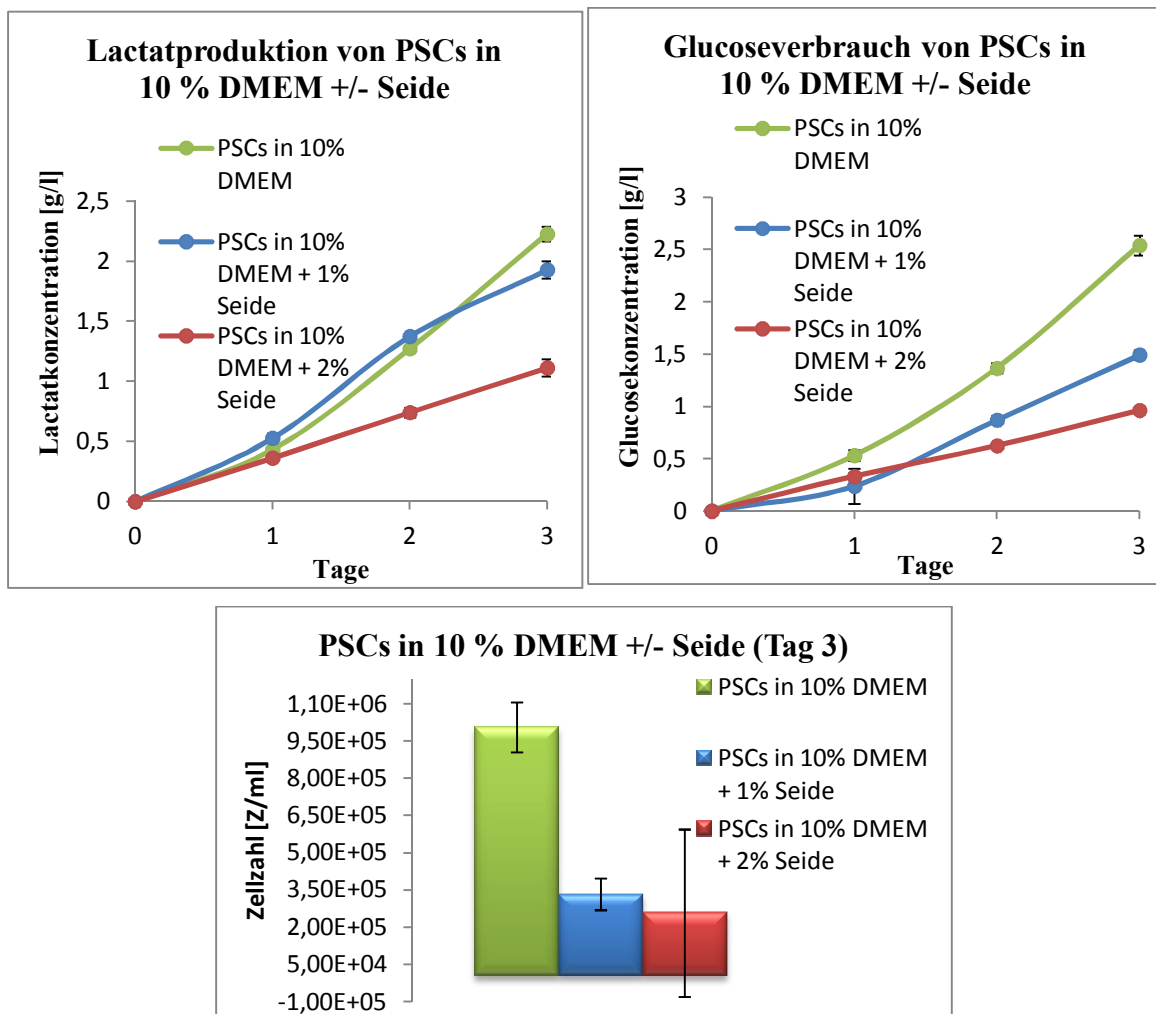 Lactatproduktion von PSCs in
10 % DMEM +/- Seide
PSCs in 10%
DMEM
PSCs in 10%
DMEM + 1%
Seide
PSCs in 10%
DMEM + 2%
Seide
Lactatkonzentration [g/l]
2,5
2
1,5
1
0,5
0
0
1
2
3
Tage
Glucoseverbrauch von PSCs in
10 % DMEM +/- Seide
PSCs in 10%
DMEM
PSCs in 10%
DMEM + 1%
Seide
PSCs in 10%
DMEM + 2%
Seide
Glucosekonzentration [g/l]
3
2,5
2
1,5
1
0,5
0
0
1
2
3
Tage
PSCs in 10 % DMEM +/- Seide (Tag 3)
PSCs in 10% DMEM
PSCs in 10% DMEM
+ 1% Seide
PSCs in 10% DMEM
+ 2% Seide
Zellzahl [Z/ml]
1,10E+06
9,50E+05
8,00E+05
6,50E+05
5,00E+05
3,50E+05
2,00E+05
5,00E+04
-1,00E+05